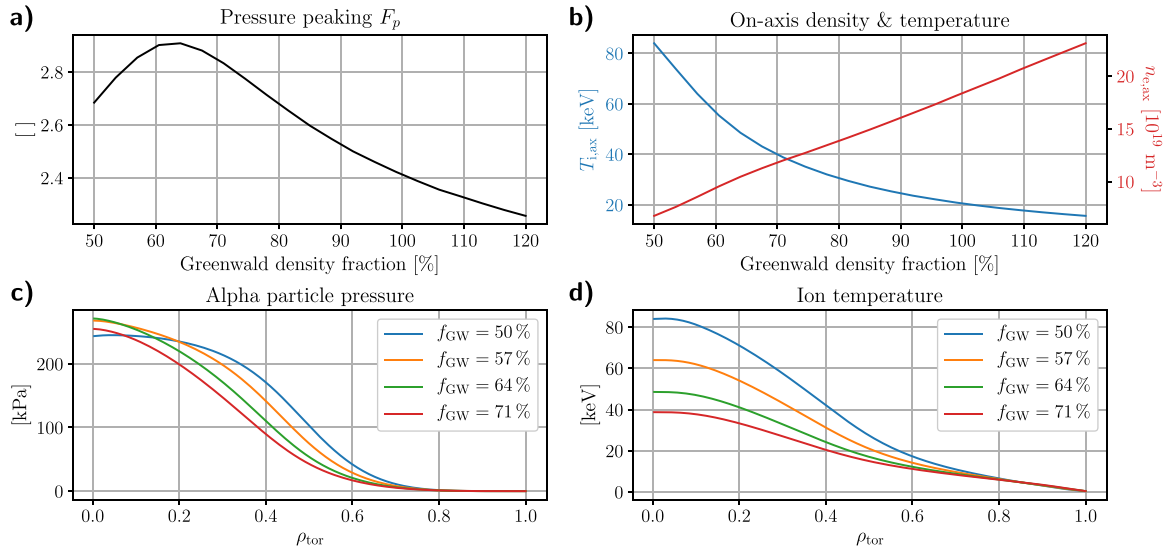 a)
Pressure peaking F_p
[ ]
2.8
2.6
2.4
50 60 70 80 90 100 110 120
Greenwald density fraction [%]
b)
On-axis density & temperature
T_i,ax [keV]
80
60
40
20
n_e,ax [10^19 m^−3]
20
15
10
50 60 70 80 90 100 110 120
Greenwald density fraction [%]
c)
Alpha particle pressure
[kPa]
200
100
0
f_GW = 50 %
f_GW = 57 %
f_GW = 64 %
f_GW = 71 %
0.0 0.2 0.4 0.6 0.8 1.0
ρ_tor
d)
Ion temperature
[keV]
80
60
40
20
0
f_GW = 50 %
f_GW = 57 %
f_GW = 64 %
f_GW = 71 %
0.0 0.2 0.4 0.6 0.8 1.0
ρ_tor